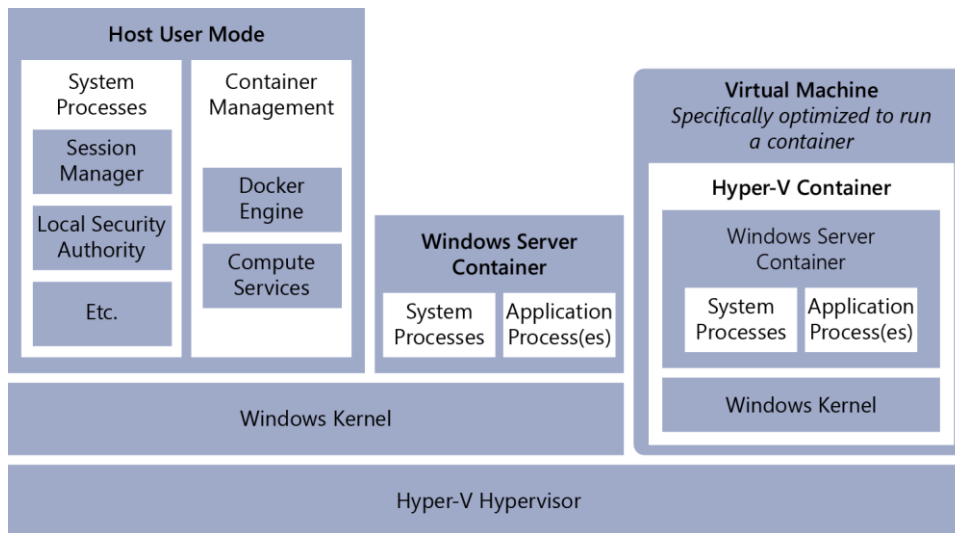 Host User Mode
System
Processes
Session
Manager
Local Security
Authority
Etc.
Container
Management
Docker
Engine
Compute
Services
Windows Server
Container
System
Processes
Application
Process(es)
Virtual Machine
Specifically optimized to run
a container
Hyper-V Container
Windows Server
Container
System
Processes
Application
Process(es)
Windows Kernel
Windows Kernel
Hyper-V Hypervisor